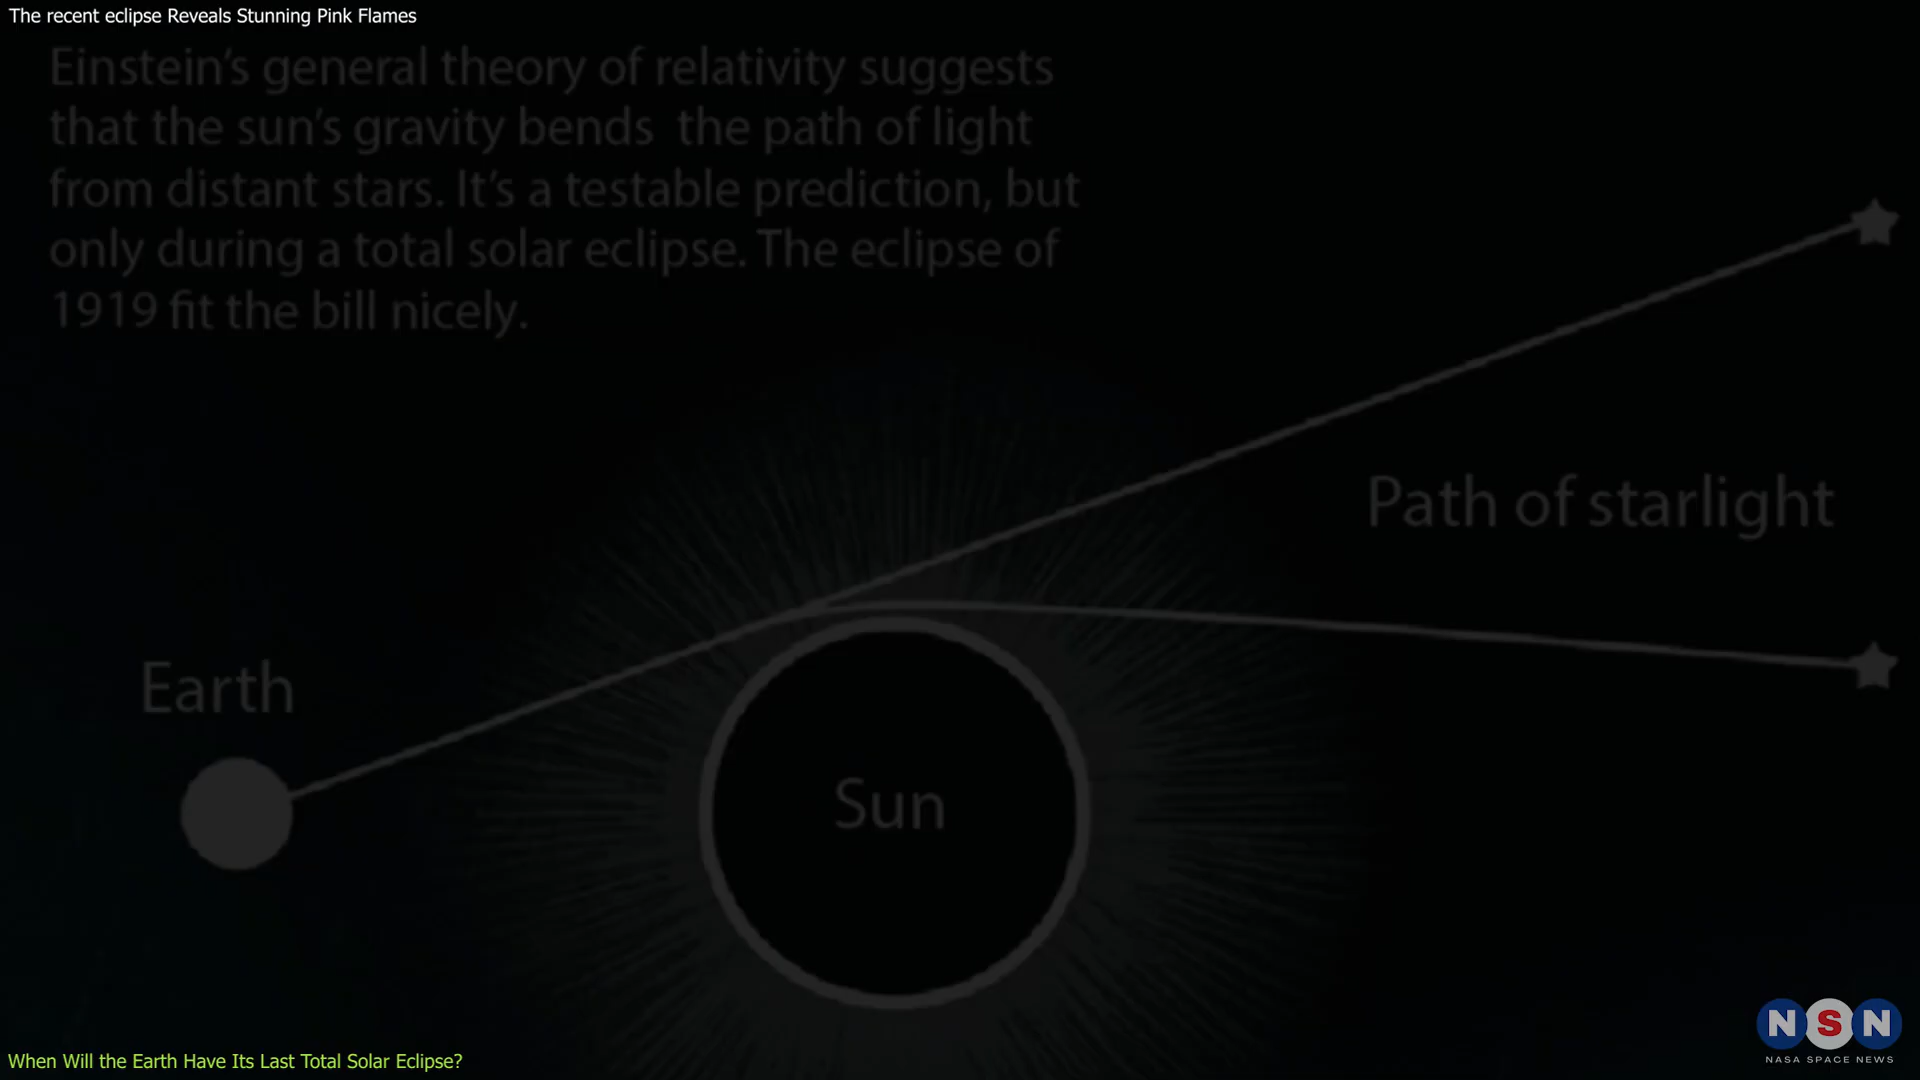 The recent eclipse Reveals Stunning Pink Flames
Einstein's general theory of relativity suggests
that the sun's gravity bends the path of light
from distant stars. It's a testable prediction, but
only during a total solar eclipse. The eclipse of
1919 fit the bill nicely.
Path of starlight
Earth
Sun
NSN
NASA SPACE NEWS
When Will the Earth Have Its Last Total Solar Eclipse?